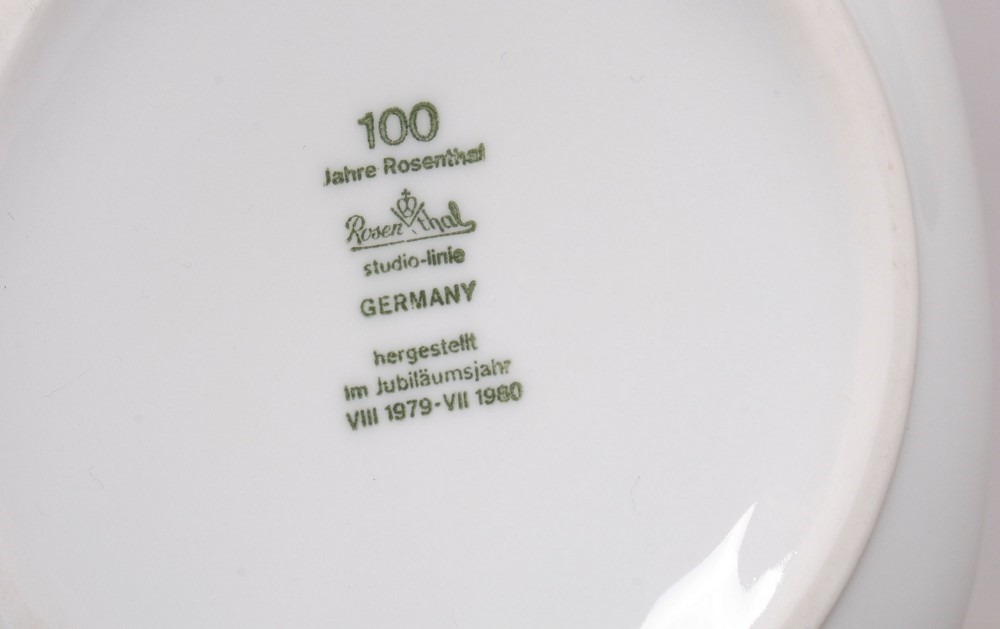 100
Jahre Rosenthal
Rosenthal
studio-linie
GERMANY
hergestellt
im Jubiläumsjahr
VIII 1979-VII 1980